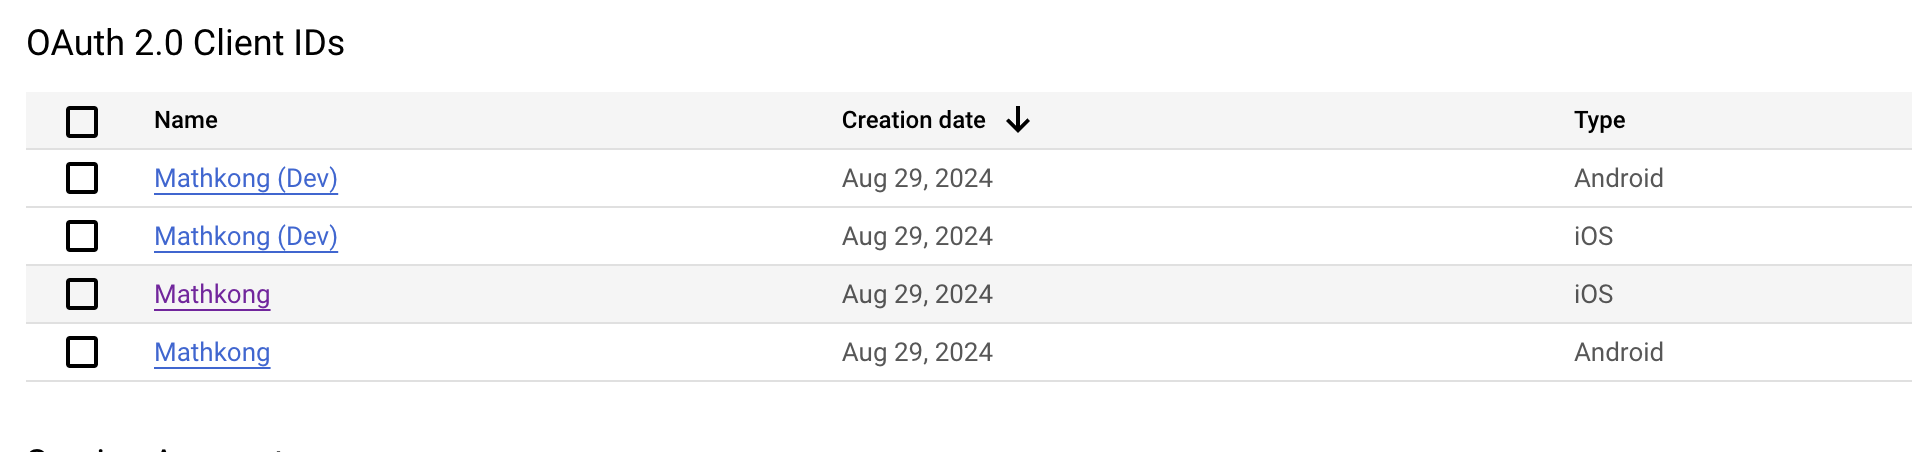 OAuth 2.0 Client IDs
Name Creation date Type
Mathkong (Dev) Aug 29, 2024 Android
Mathkong (Dev) Aug 29, 2024 iOS
Mathkong Aug 29, 2024 iOS
Mathkong Aug 29, 2024 Android